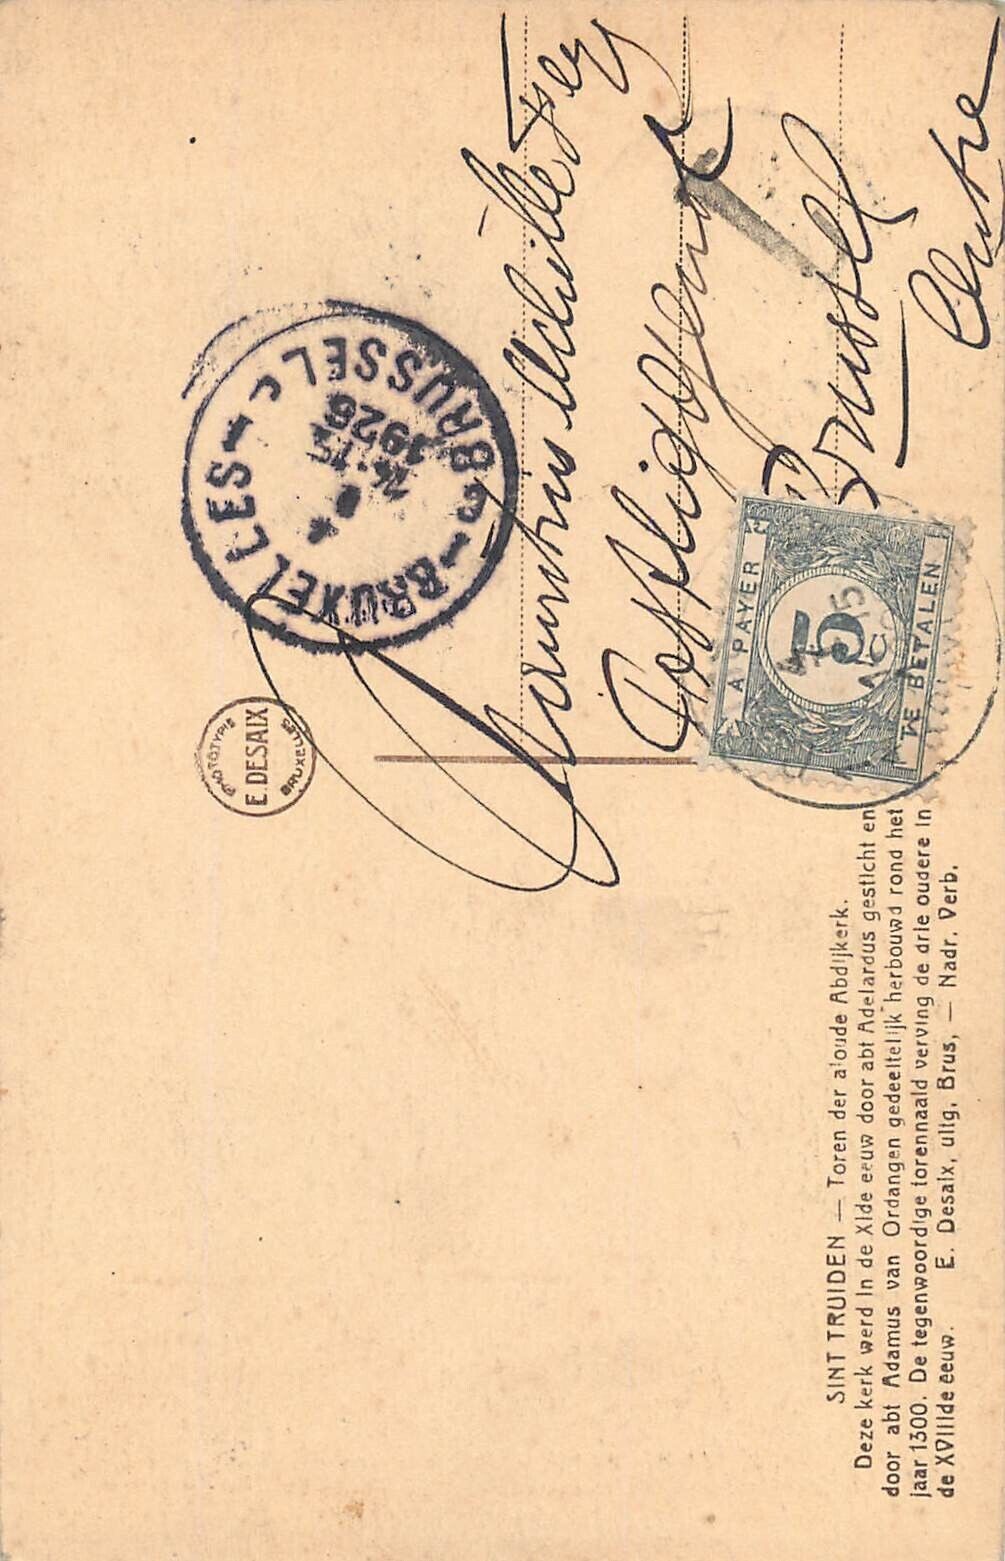 SINT TRUIDEN — Toren der aloude Abdijkerk.
Deze kerk werd in de XIde eeuw door abt Adelardus gesticht en
door abt Adamus van Ordangen gedeeltelijk herbouwd rond het
jaar 1300. De tegenwoordige torennaald verving de drie oudere in
de XVIIIde eeuw. E. Desaix, uitg, Brus, — Nadr. Verb.
PHOTOTYPIE
E. DESAIX
BRUXELLES
BRUXELLES
BRUSSEL
1926
Brussel
A PAYER
5
TE BETALEN